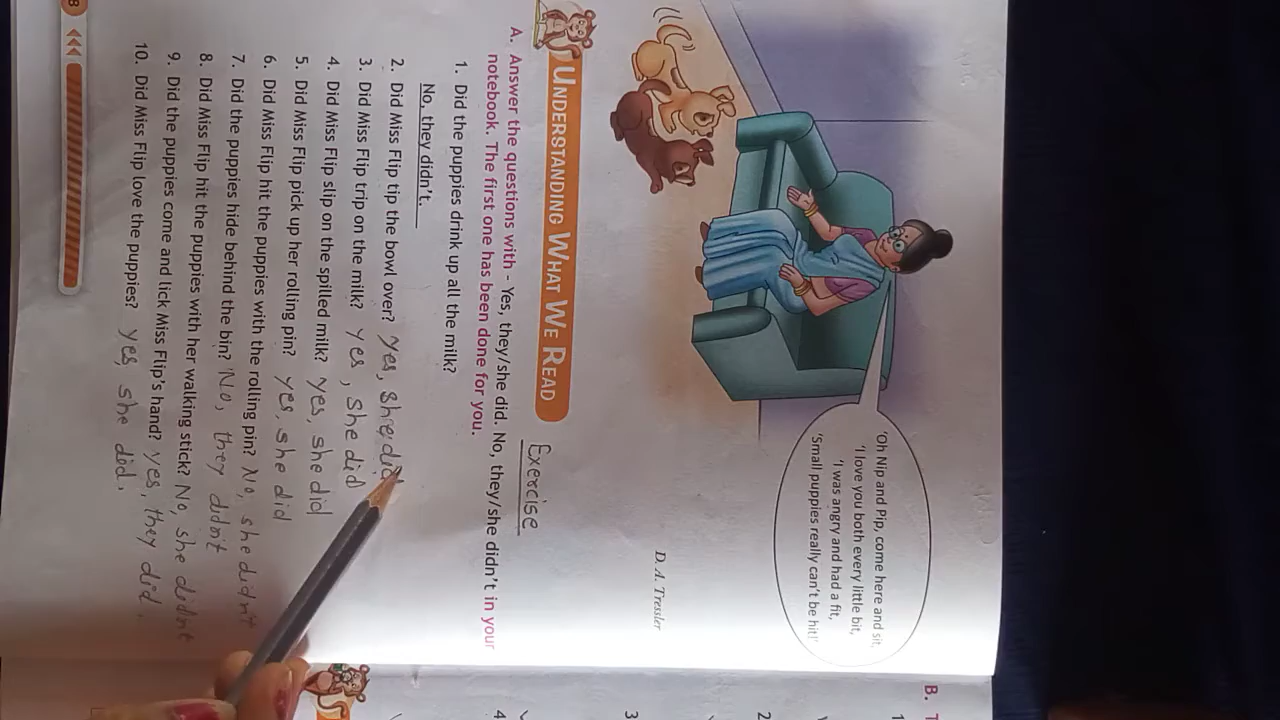 'Oh Nip and Pip, come here and sit,
'I love you both every little bit,
'I was angry and had a fit,
'Small puppies really can't be hit!'
D. A. Tressler
UNDERSTANDING WHAT WE READ
Exercise
A. Answer the questions with - Yes, they/she did. No, they/she didn't in your
notebook. The first one has been done for you.
1. Did the puppies drink up all the milk?
No, they didn't.
2. Did Miss Flip tip the bowl over? Yes, she did
3. Did Miss Flip trip on the milk? Yes, she did
4. Did Miss Flip slip on the spilled milk? Yes, she did
5. Did Miss Flip pick up her rolling pin? Yes, she did
6. Did Miss Flip hit the puppies with the rolling pin? No, she didn't
7. Did the puppies hide behind the bin? No, they didn't
8. Did Miss Flip hit the puppies with her walking stick? No, she didn't
9. Did the puppies come and lick Miss Flip's hand? Yes, they did.
10. Did Miss Flip love the puppies? Yes, she did.
8
B. T
1
2
3
4